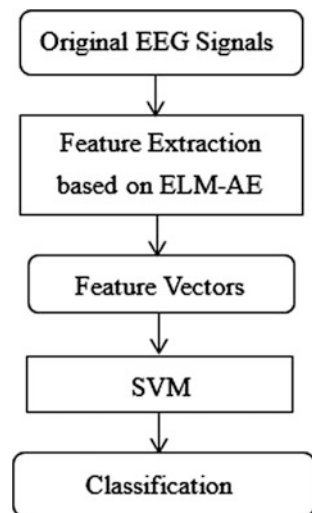 Original EEG Signals
Feature Extraction
based on ELM-AE
Feature Vectors
SVM
Classification